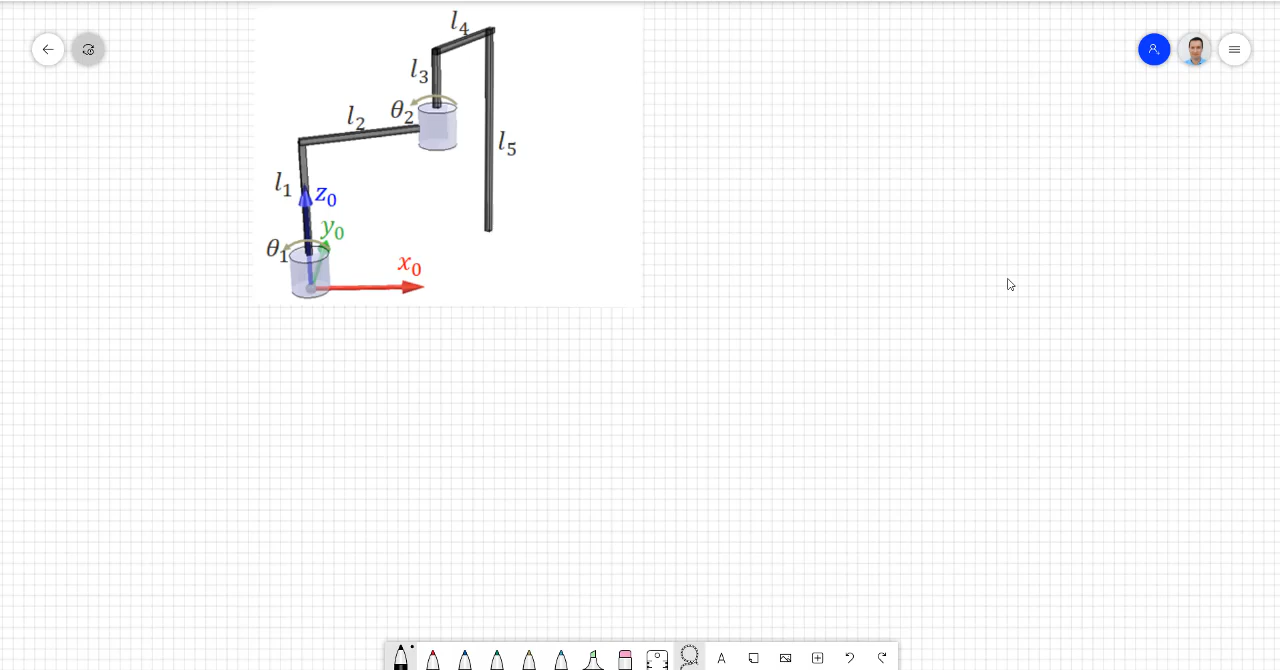 l₄
l₃
θ₂
l₂
l₅
l₁
z₀
y₀
θ₁
x₀
A